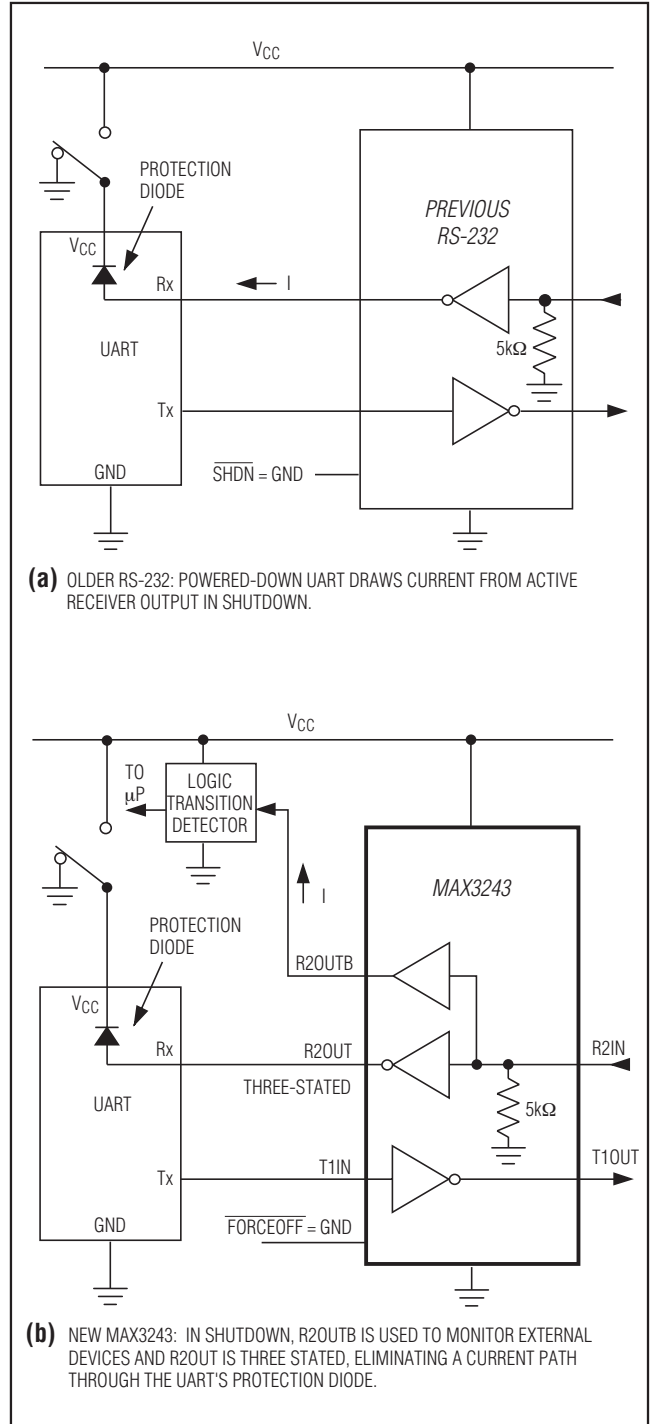 VCC
PROTECTION
DIODE
PREVIOUS
RS-232
VCC
Rx
I
5kΩ
UART
Tx
GND
SHDN = GND
(a) OLDER RS-232: POWERED-DOWN UART DRAWS CURRENT FROM ACTIVE
RECEIVER OUTPUT IN SHUTDOWN.
VCC
TO
µP
LOGIC
TRANSITION
DETECTOR
MAX3243
I
PROTECTION
DIODE
R2OUTB
VCC
Rx
R2OUT
R2IN
THREE-STATED
UART
5kΩ
Tx
T1IN
T1OUT
GND
FORCEOFF = GND
(b) NEW MAX3243: IN SHUTDOWN, R2OUTB IS USED TO MONITOR EXTERNAL
DEVICES AND R2OUT IS THREE STATED, ELIMINATING A CURRENT PATH
THROUGH THE UART'S PROTECTION DIODE.